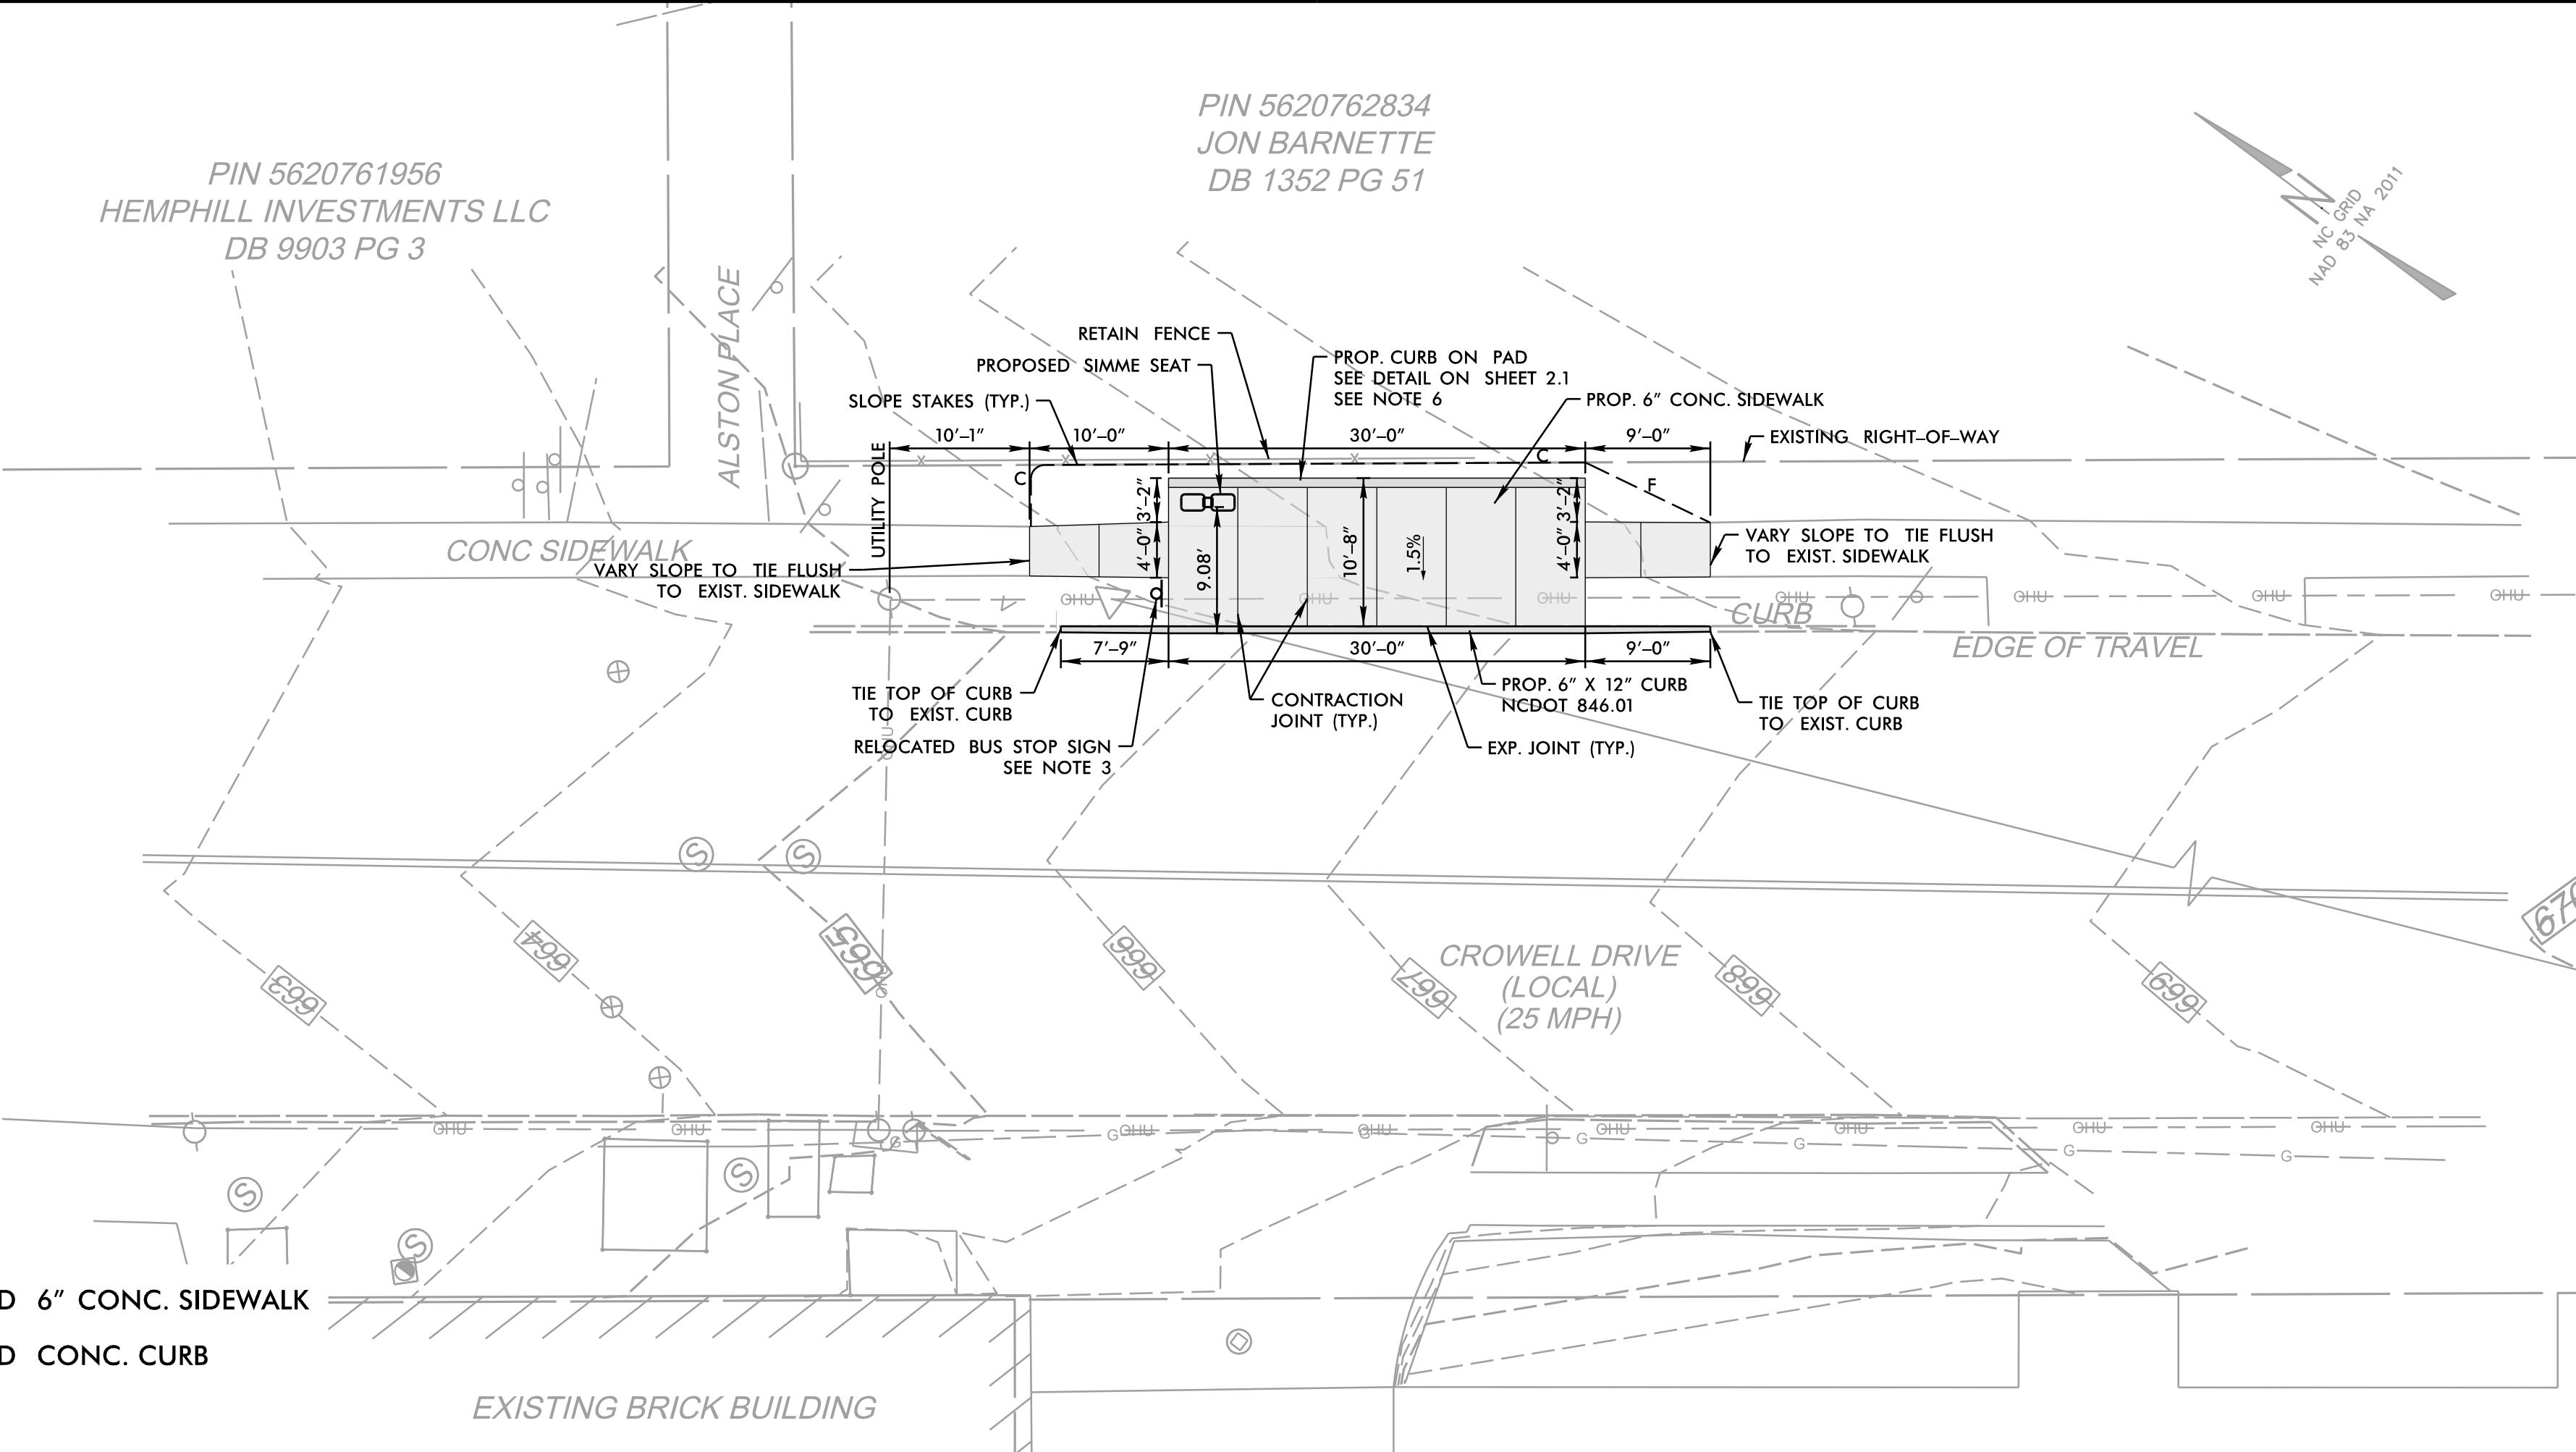 PIN 5620762834
JON BARNETTE
DB 1352 PG 51
PIN 5620761956
HEMPHILL INVESTMENTS LLC
DB 9903 PG 3
N
NC GRID
NAD 83 NA 2011
ALSTON PLACE
RETAIN FENCE
PROPOSED SIMME SEAT
SLOPE STAKES (TYP.)
PROP. CURB ON PAD
SEE DETAIL ON SHEET 2.1
SEE NOTE 6
PROP. 6" CONC. SIDEWALK
EXISTING RIGHT-OF-WAY
UTILITY POLE
10'-1"
10'-0"
30'-0"
9'-0"
X
X
X
X
C
C
F
3'-2"
3'-2"
4'-0"
4'-0"
9.08'
10'-8"
1.5%
CONC SIDEWALK
VARY SLOPE TO TIE FLUSH
TO EXIST. SIDEWALK
VARY SLOPE TO TIE FLUSH
TO EXIST. SIDEWALK
OHU
OHU
OHU
OHU
OHU
OHU
OHU
CURB
EDGE OF TRAVEL
7'-9"
30'-0"
9'-0"
TIE TOP OF CURB
TO EXIST. CURB
RELOCATED BUS STOP SIGN
SEE NOTE 3
CONTRACTION
JOINT (TYP.)
PROP. 6" X 12" CURB
NCDOT 846.01
EXP. JOINT (TYP.)
TIE TOP OF CURB
TO EXIST. CURB
OHU
S
S
663
664
665
OHU
666
667
668
669
670
CROWELL DRIVE
(LOCAL)
(25 MPH)
OHU
OHU
G
G
OHU
G
OHU
G
OHU
G
OHU
G
OHU
G
OHU
S
S
S
D 6" CONC. SIDEWALK
D CONC. CURB
EXISTING BRICK BUILDING